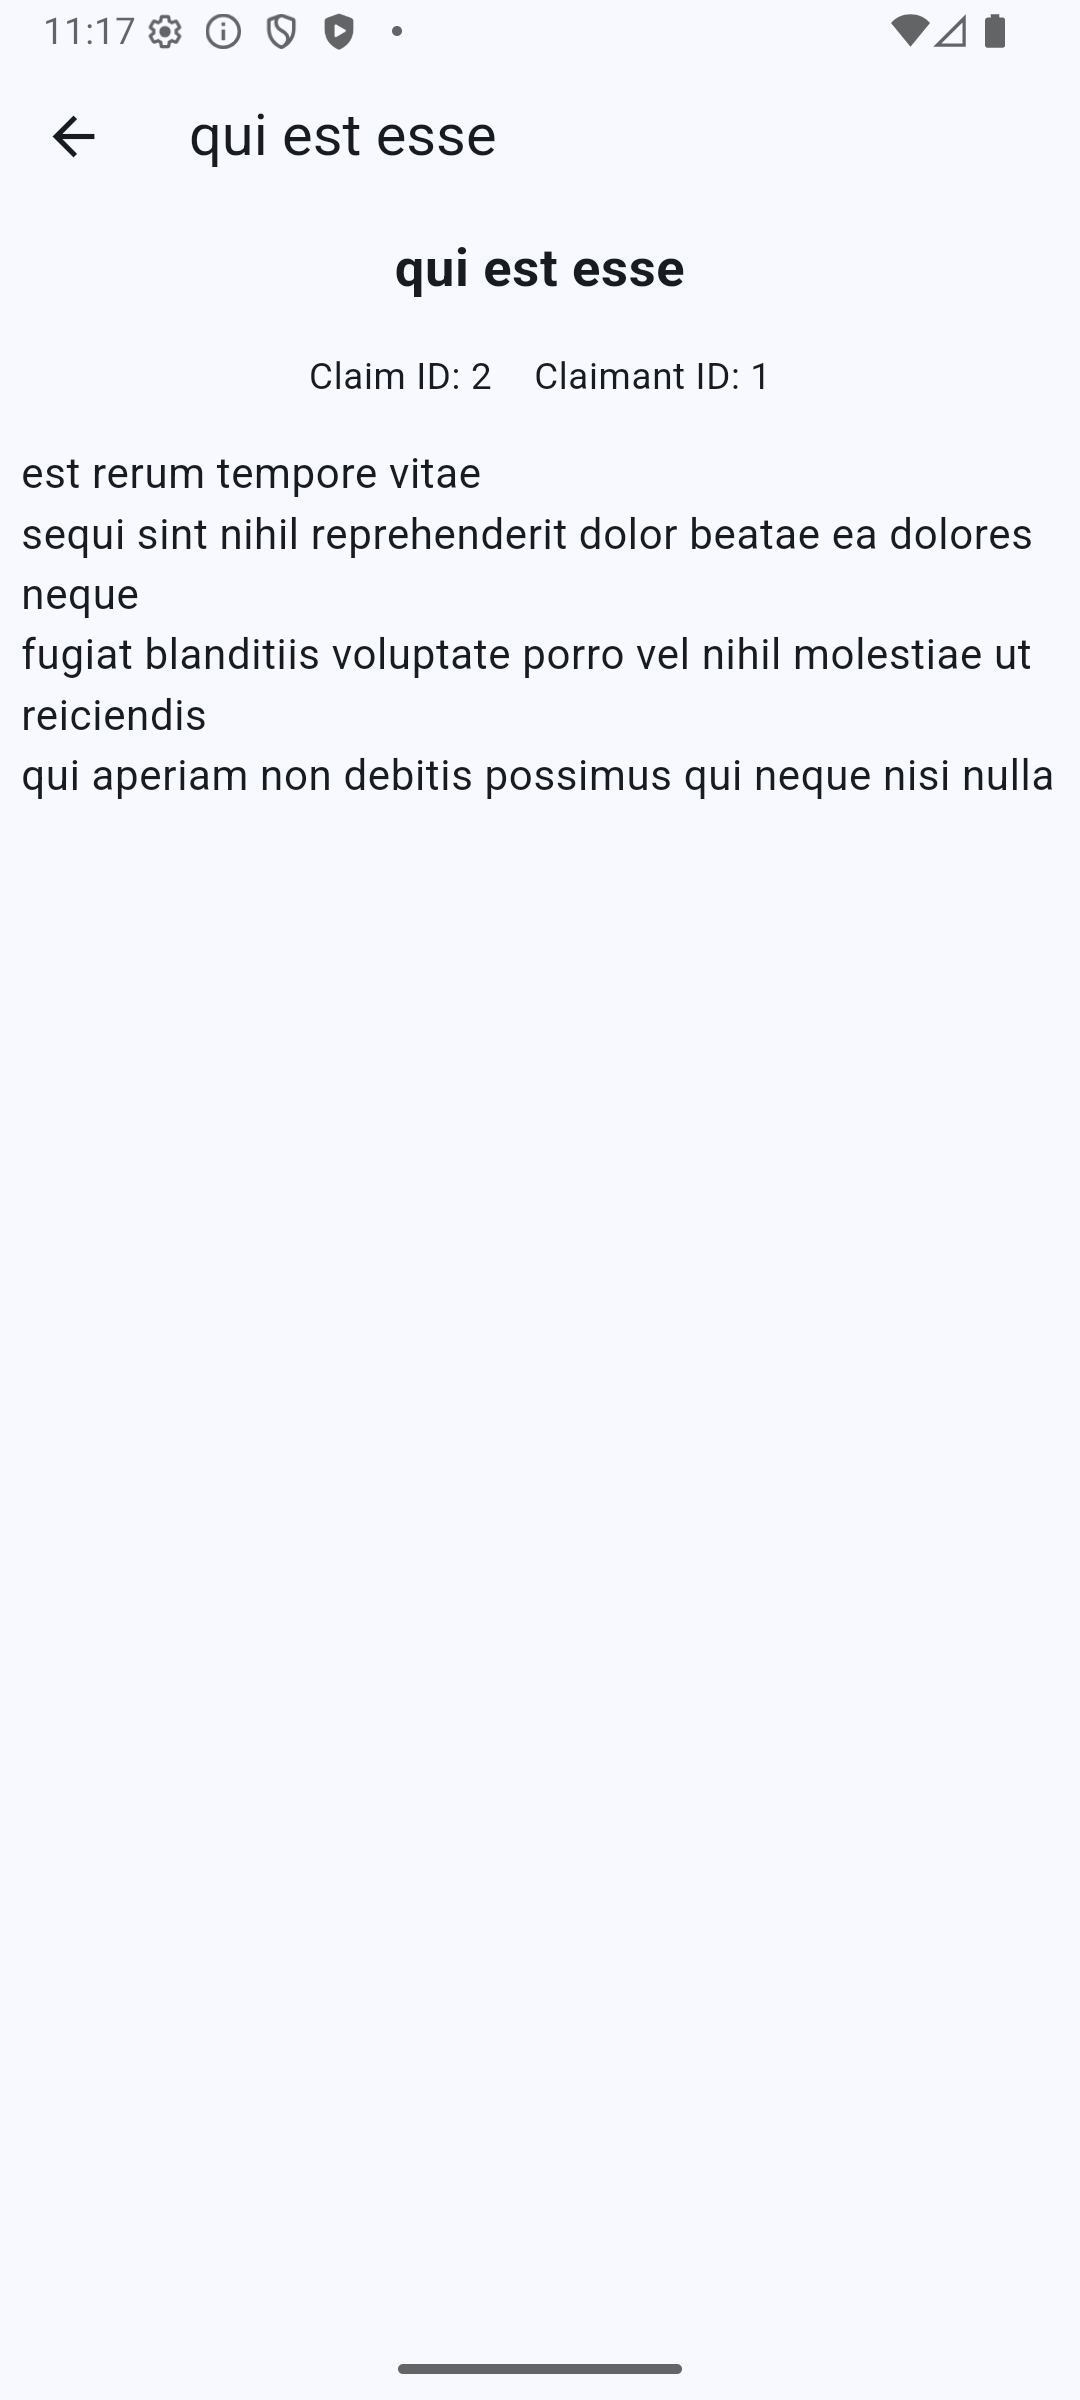 11:17
qui est esse
qui est esse
Claim ID: 2 Claimant ID: 1
est rerum tempore vitae
sequi sint nihil reprehenderit dolor beatae ea dolores
neque
fugiat blanditiis voluptate porro vel nihil molestiae ut
reiciendis
qui aperiam non debitis possimus qui neque nisi nulla